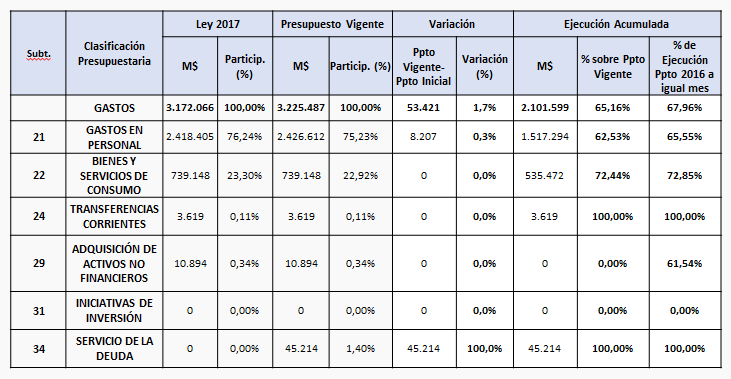 Subt. Clasificación Presupuestaria Ley 2017 Presupuesto Vigente Variación Ejecución Acumulada
M$ Particip. (%) M$ Particip. (%) Ppto Vigente- Ppto Inicial Variación (%) M$ % sobre Ppto Vigente % de Ejecución Ppto 2016 a igual mes
GASTOS 3.172.066 100,00% 3.225.487 100,00% 53.421 1,7% 2.101.599 65,16% 67,96%
21 GASTOS EN PERSONAL 2.418.405 76,24% 2.426.612 75,23% 8.207 0,3% 1.517.294 62,53% 65,55%
22 BIENES Y SERVICIOS DE CONSUMO 739.148 23,30% 739.148 22,92% 0 0,0% 535.472 72,44% 72,85%
24 TRANSFERENCIAS CORRIENTES 3.619 0,11% 3.619 0,11% 0 0,0% 3.619 100,00% 100,00%
29 ADQUISICIÓN DE ACTIVOS NO FINANCIEROS 10.894 0,34% 10.894 0,34% 0 0,0% 0 0,00% 61,54%
31 INICIATIVAS DE INVERSIÓN 0 0,00% 0 0,00% 0 0,0% 0 0,00% 0,00%
34 SERVICIO DE LA DEUDA 0 0,00% 45.214 1,40% 45.214 100,0% 45.214 100,00% 100,00%